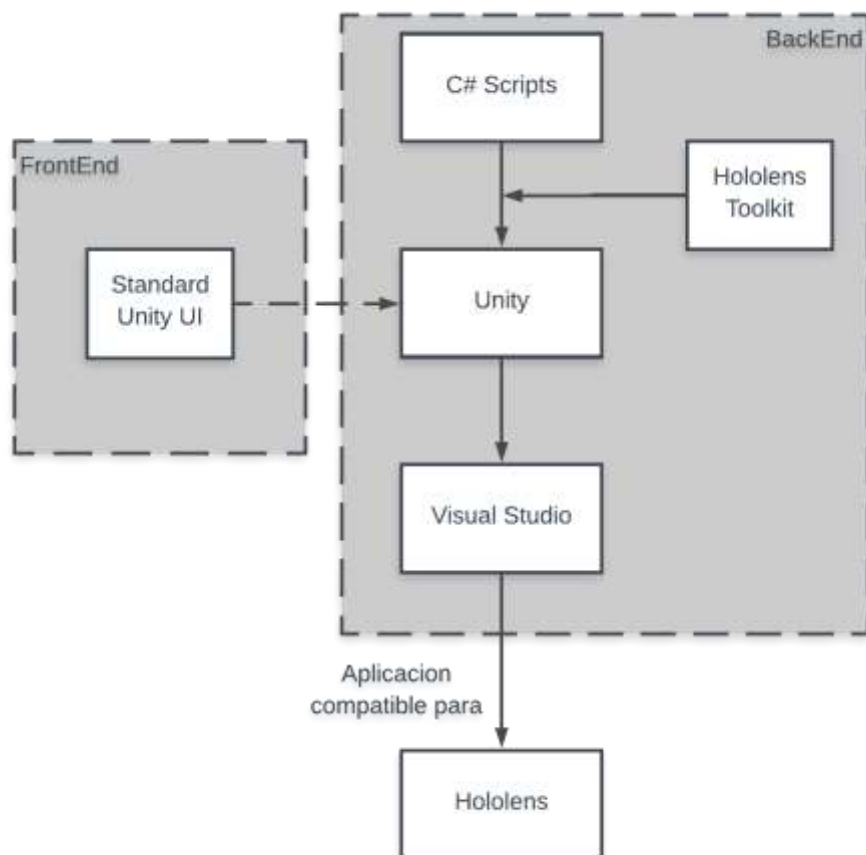 BackEnd
C# Scripts
FrontEnd
Hololens
Toolkit
Standard
Unity UI
Unity
Visual Studio
Aplicacion
compatible para
Hololens